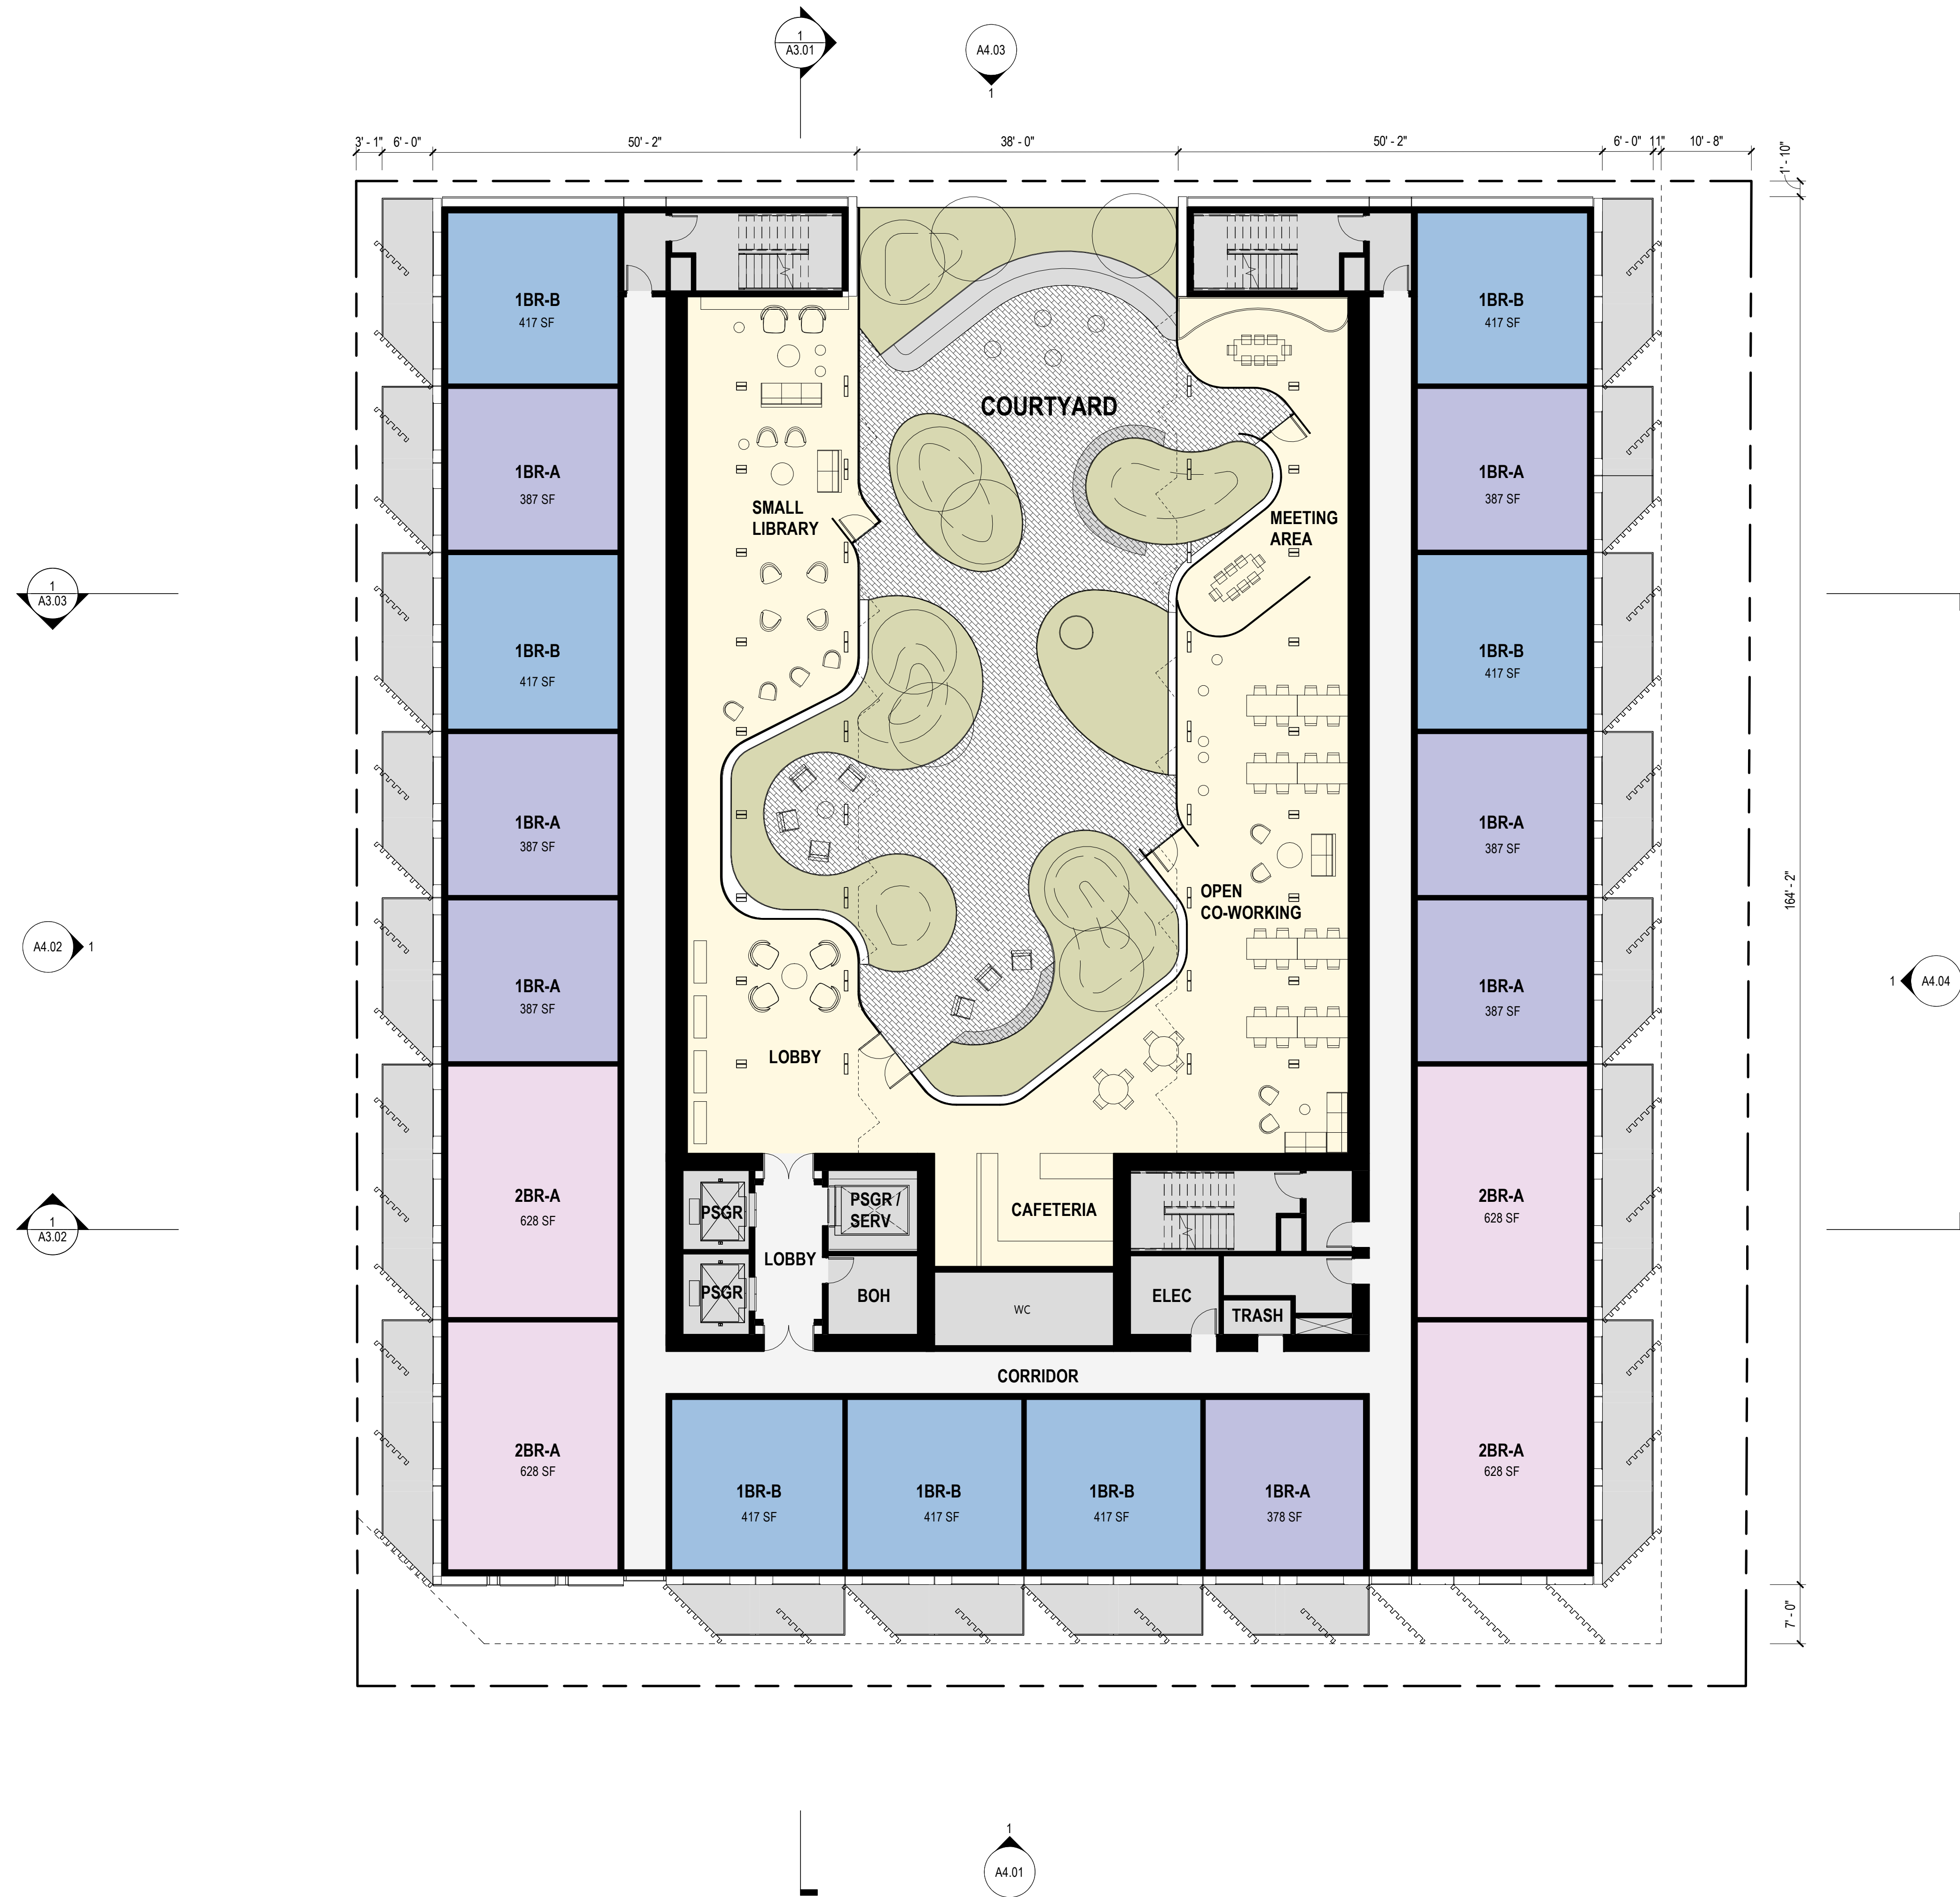 1
A3.01
A4.03
1
3' - 1"
6' - 0"
50' - 2"
38' - 0"
50' - 2"
6' - 0"
11"
10' - 8"
1' - 10"
1BR-B
417 SF
1BR-B
417 SF
COURTYARD
1BR-A
387 SF
1BR-A
387 SF
SMALL
LIBRARY
MEETING
AREA
1
A3.03
1BR-B
417 SF
1BR-B
417 SF
1BR-A
387 SF
1BR-A
387 SF
164' - 2"
OPEN
CO-WORKING
A4.02
1
1BR-A
387 SF
1BR-A
387 SF
1
A4.04
LOBBY
1
A3.02
2BR-A
628 SF
PSGR
PSGR /
SERV
CAFETERIA
2BR-A
628 SF
LOBBY
PSGR
BOH
WC
ELEC
TRASH
CORRIDOR
2BR-A
628 SF
2BR-A
628 SF
1BR-B
417 SF
1BR-B
417 SF
1BR-B
417 SF
1BR-A
378 SF
7' - 0"
1
A4.01